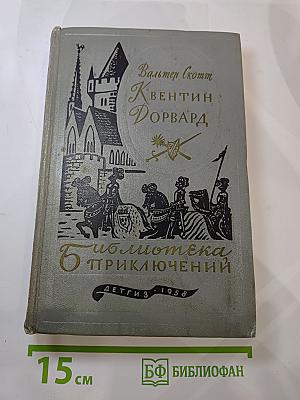 Вальтер Скотт
КВЕНТИН
ДОРВАРД
Библиотека
ПРИКЛЮЧЕНИЙ
ДЕТГИЗ · 1958
15 см
БФ БИБЛИОФАН